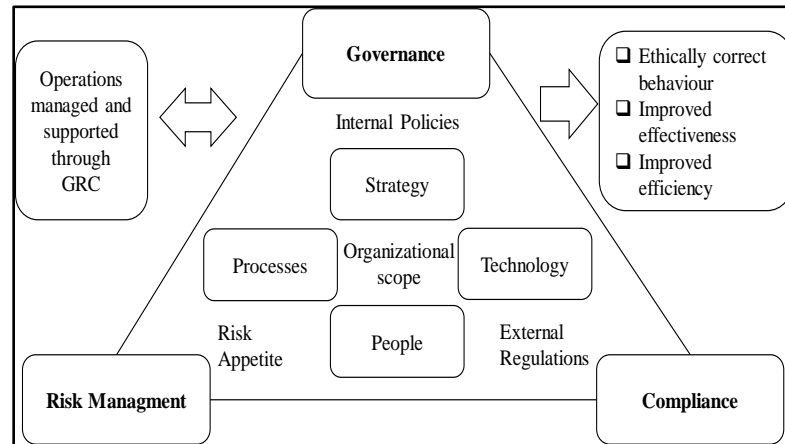 Governance
Operations
managed and
supported
through
GRC
❑ Ethically correct
behaviour
❑ Improved
effectiveness
❑ Improved
efficiency
Internal Policies
Strategy
Processes
Organizational
scope
Technology
People
Risk
Appetite
External
Regulations
Risk Managment
Compliance